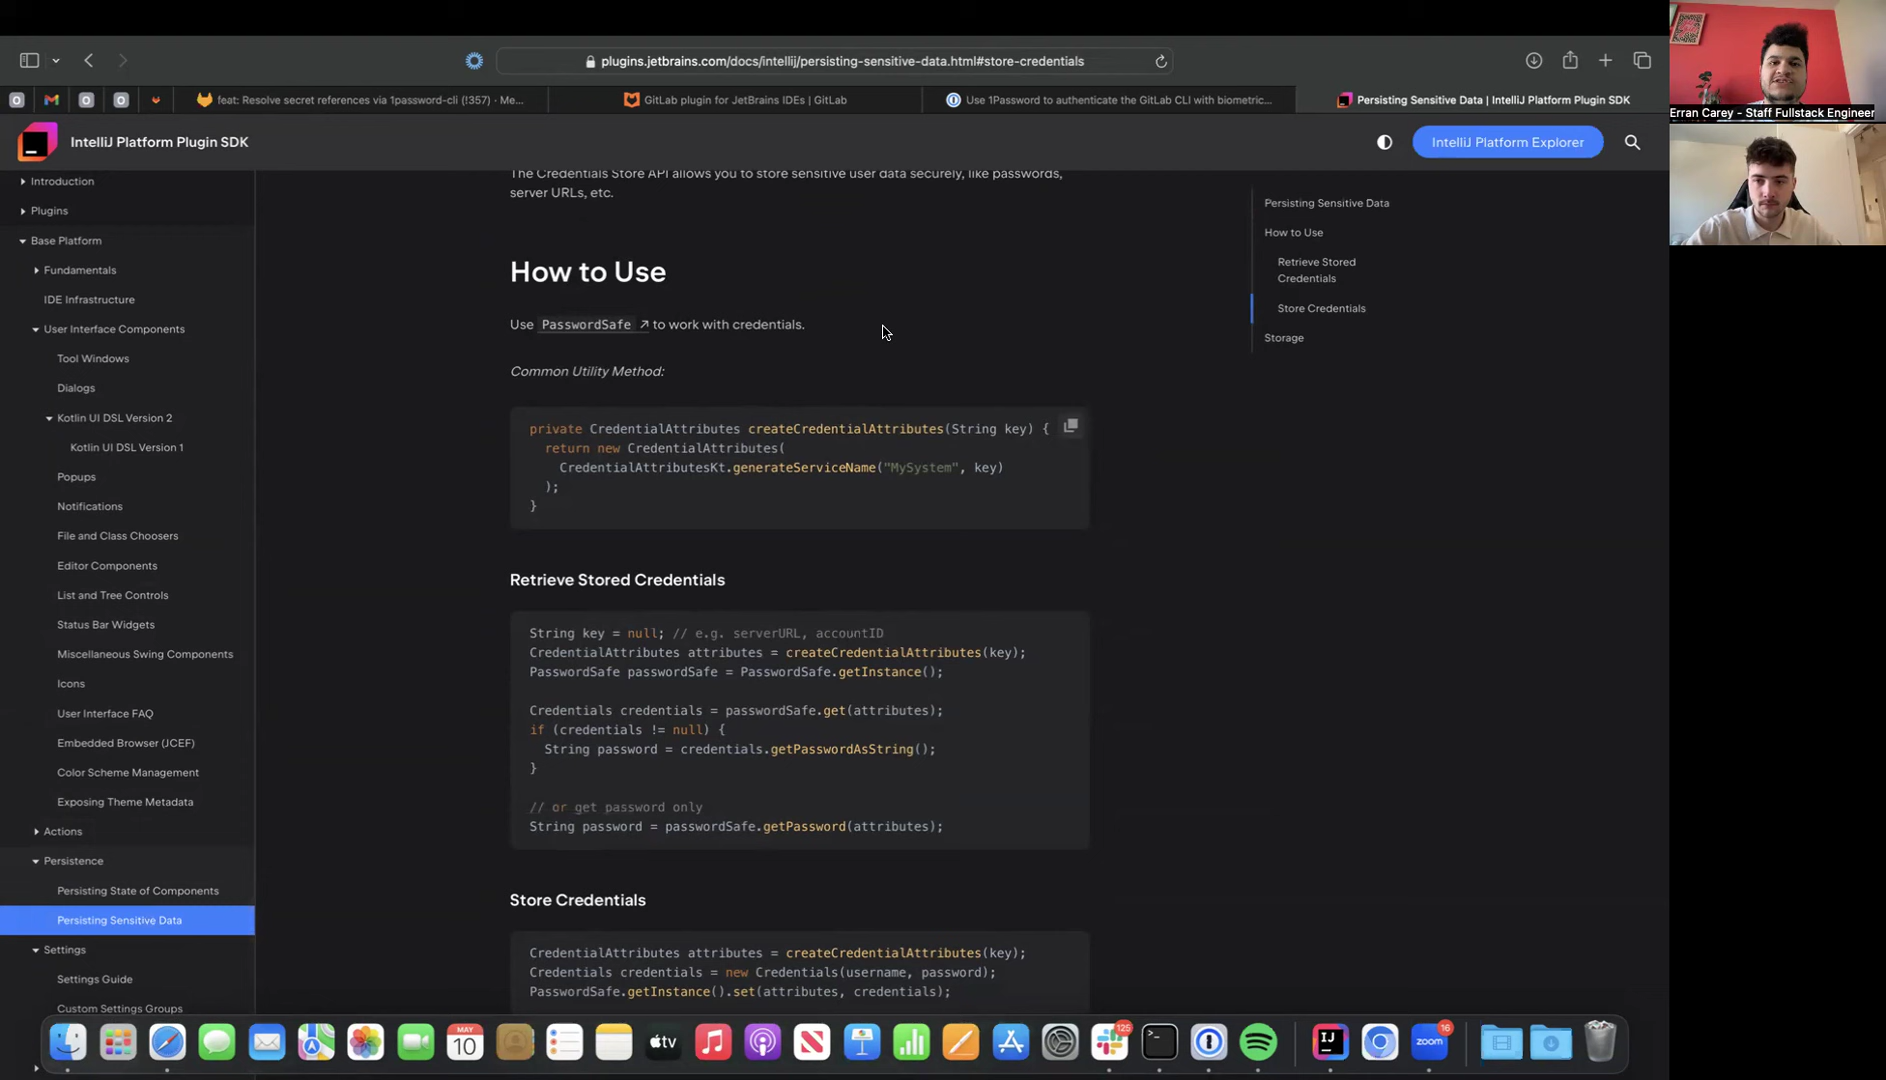 plugins.jetbrains.com/docs/intellij/persisting-sensitive-data.html#store-credentials
feat: Resolve secret references via 1password-cli (!357) · Me...
GitLab plugin for JetBrains IDEs | GitLab
Use 1Password to authenticate the GitLab CLI with biometric...
Persisting Sensitive Data | IntelliJ Platform Plugin SDK
Erran Carey - Staff Fullstack Engineer
IntelliJ Platform Plugin SDK
IntelliJ Platform Explorer
Introduction
Plugins
Base Platform
Fundamentals
IDE Infrastructure
User Interface Components
Tool Windows
Dialogs
Kotlin UI DSL Version 2
Kotlin UI DSL Version 1
Popups
Notifications
File and Class Choosers
Editor Components
List and Tree Controls
Status Bar Widgets
Miscellaneous Swing Components
Icons
User Interface FAQ
Embedded Browser (JCEF)
Color Scheme Management
Exposing Theme Metadata
Actions
Persistence
Persisting State of Components
Persisting Sensitive Data
Settings
Settings Guide
Custom Settings Groups
The Credentials Store API allows you to store sensitive user data securely, like passwords,
server URLs, etc.
How to Use
Use PasswordSafe ↗ to work with credentials.
Common Utility Method:
private CredentialAttributes createCredentialAttributes(String key) {
return new CredentialAttributes(
CredentialAttributesKt.generateServiceName("MySystem", key)
);
}
Retrieve Stored Credentials
String key = null; // e.g. serverURL, accountID
CredentialAttributes attributes = createCredentialAttributes(key);
PasswordSafe passwordSafe = PasswordSafe.getInstance();
Credentials credentials = passwordSafe.get(attributes);
if (credentials != null) {
String password = credentials.getPasswordAsString();
}
// or get password only
String password = passwordSafe.getPassword(attributes);
Store Credentials
CredentialAttributes attributes = createCredentialAttributes(key);
Credentials credentials = new Credentials(username, password);
PasswordSafe.getInstance().set(attributes, credentials);
Persisting Sensitive Data
How to Use
Retrieve Stored
Credentials
Store Credentials
Storage
MAY
10
tv
125
>_
IJ
zoom
16